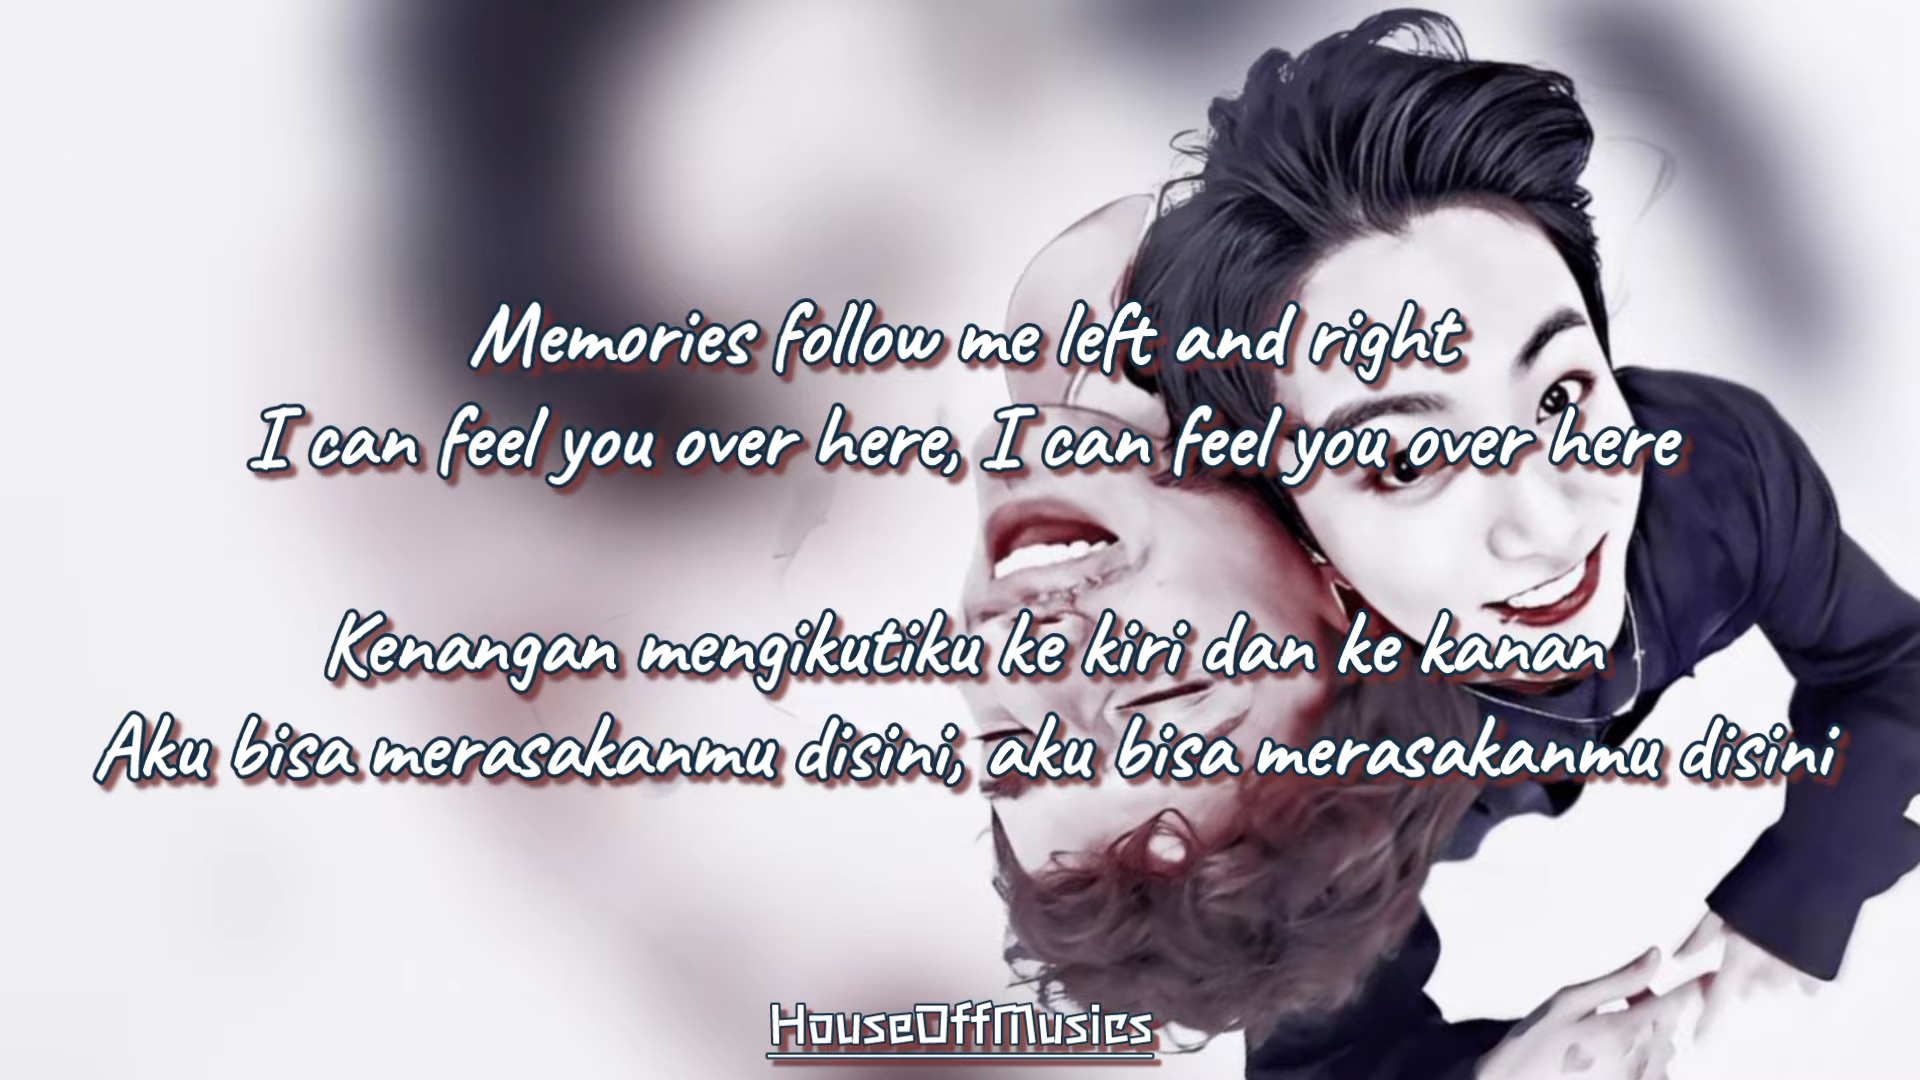 Memories follow me left and right
I can feel you over here, I can feel you over here
Kenangan mengikutiku ke kiri dan ke kanan
Aku bisa merasakanmu disini, aku bisa merasakanmu disini
HouseOffMusics